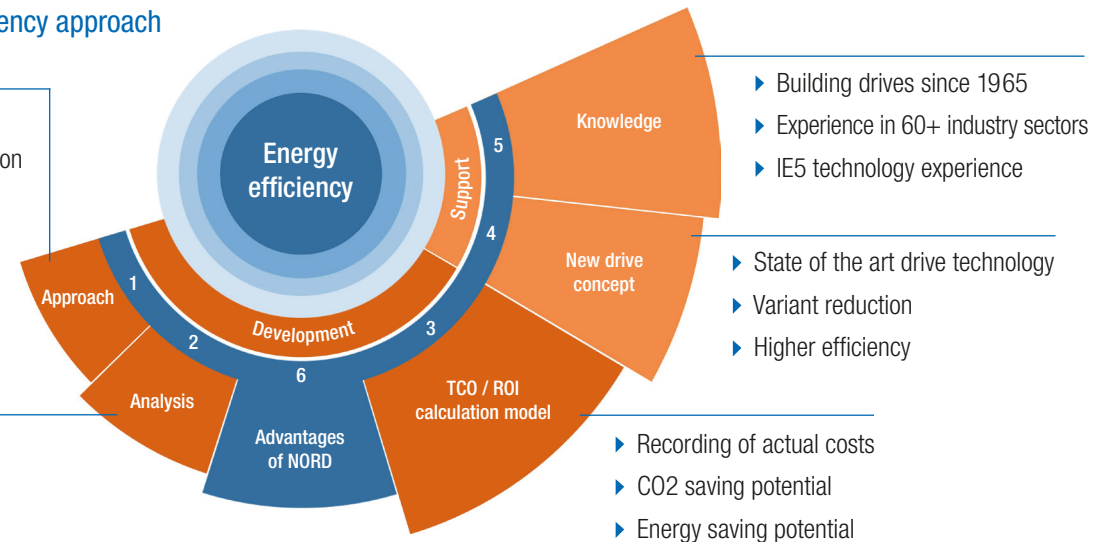 ency approach
on
Energy
efficiency
Support
Development
1
2
3
4
5
6
Approach
Analysis
Advantages
of NORD
TCO / ROI
calculation model
New drive
concept
Knowledge
Building drives since 1965
Experience in 60+ industry sectors
IE5 technology experience
State of the art drive technology
Variant reduction
Higher efficiency
Recording of actual costs
CO2 saving potential
Energy saving potential